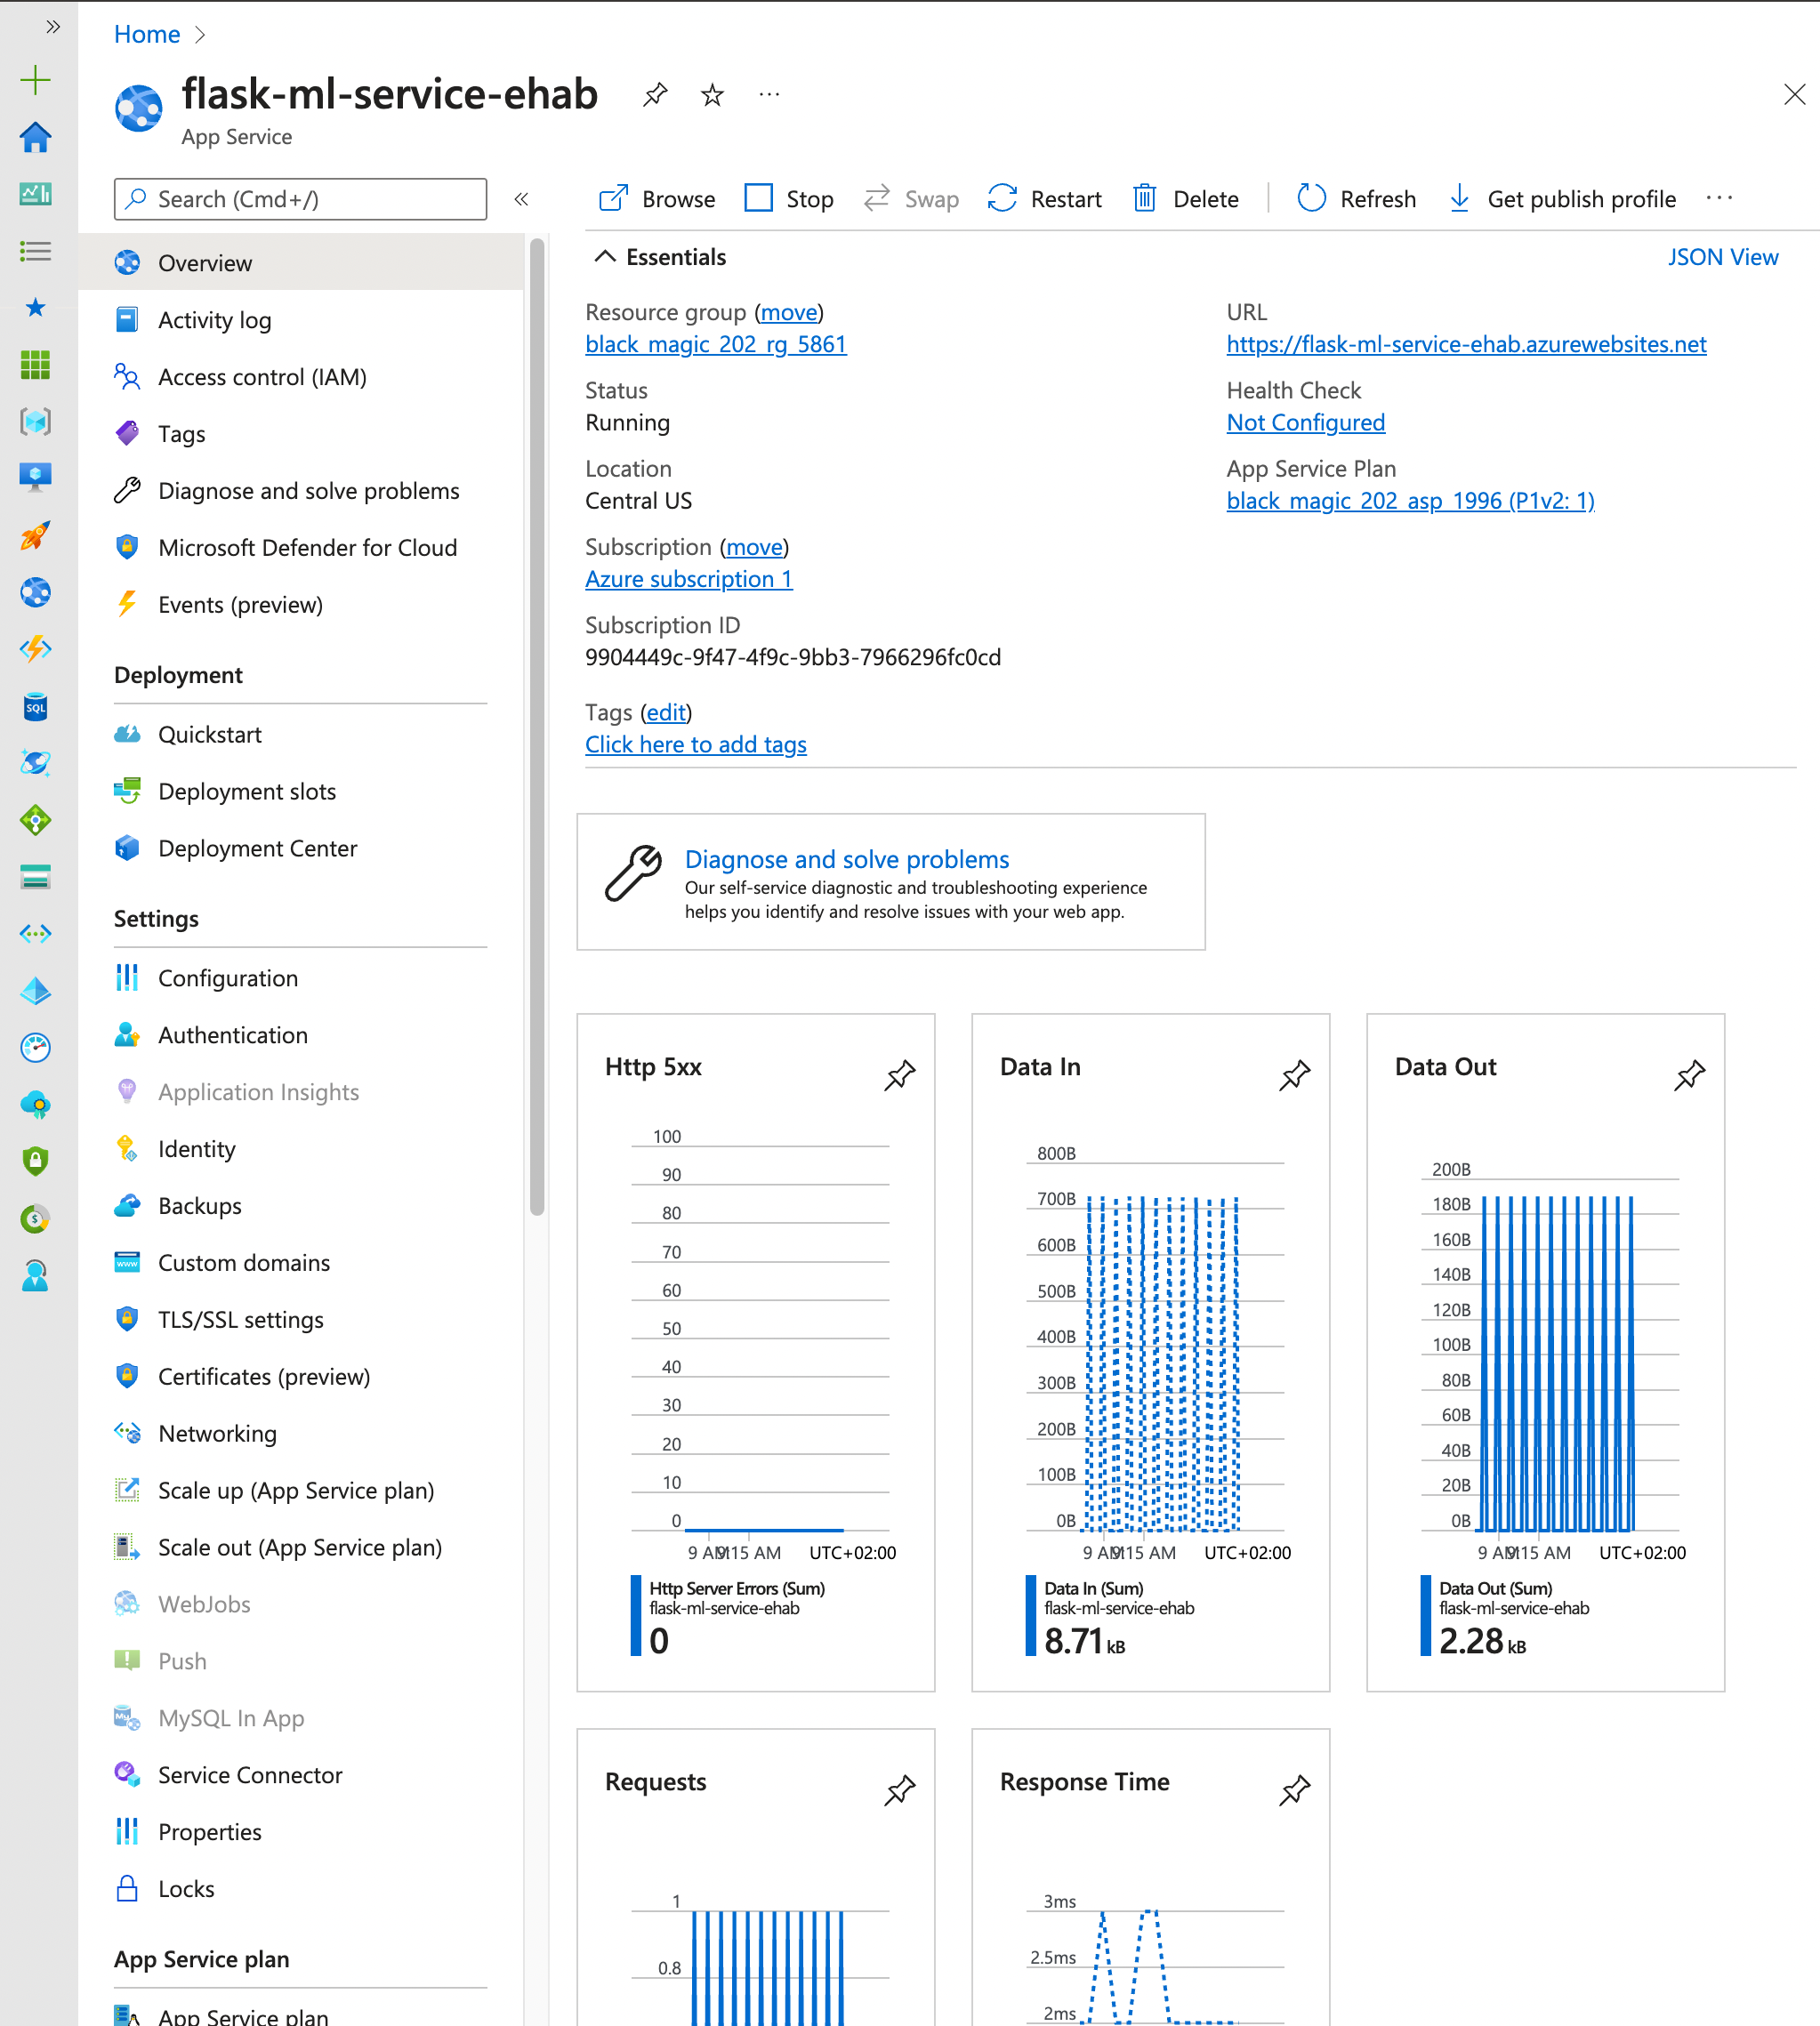 Home
flask-ml-service-ehab
App Service
Search (Cmd+/)
Browse
Stop
Swap
Restart
Delete
Refresh
Get publish profile
Overview
Activity log
Access control (IAM)
Tags
Diagnose and solve problems
Microsoft Defender for Cloud
Events (preview)
Deployment
Quickstart
Deployment slots
Deployment Center
Settings
Configuration
Authentication
Application Insights
Identity
Backups
Custom domains
TLS/SSL settings
Certificates (preview)
Networking
Scale up (App Service plan)
Scale out (App Service plan)
WebJobs
Push
MySQL In App
Service Connector
Properties
Locks
App Service plan
App Service plan
Essentials
JSON View
Resource group (move)
black_magic_202_rg_5861
Status
Running
Location
Central US
Subscription (move)
Azure subscription 1
Subscription ID
9904449c-9f47-4f9c-9bb3-7966296fc0cd
Tags (edit)
Click here to add tags
URL
https://flask-ml-service-ehab.azurewebsites.net
Health Check
Not Configured
App Service Plan
black_magic_202_asp_1996 (P1v2: 1)
Diagnose and solve problems
Our self-service diagnostic and troubleshooting experience
helps you identify and resolve issues with your web app.
Http 5xx
100
90
80
70
60
50
40
30
20
10
0
9 AM 9:15 AM UTC+02:00
Http Server Errors (Sum)
flask-ml-service-ehab
0
Data In
800B
700B
600B
500B
400B
300B
200B
100B
0B
9 AM 9:15 AM UTC+02:00
Data In (Sum)
flask-ml-service-ehab
8.71 kB
Data Out
200B
180B
160B
140B
120B
100B
80B
60B
40B
20B
0B
9 AM 9:15 AM UTC+02:00
Data Out (Sum)
flask-ml-service-ehab
2.28 kB
Requests
1
0.8
Response Time
3ms
2.5ms
2ms